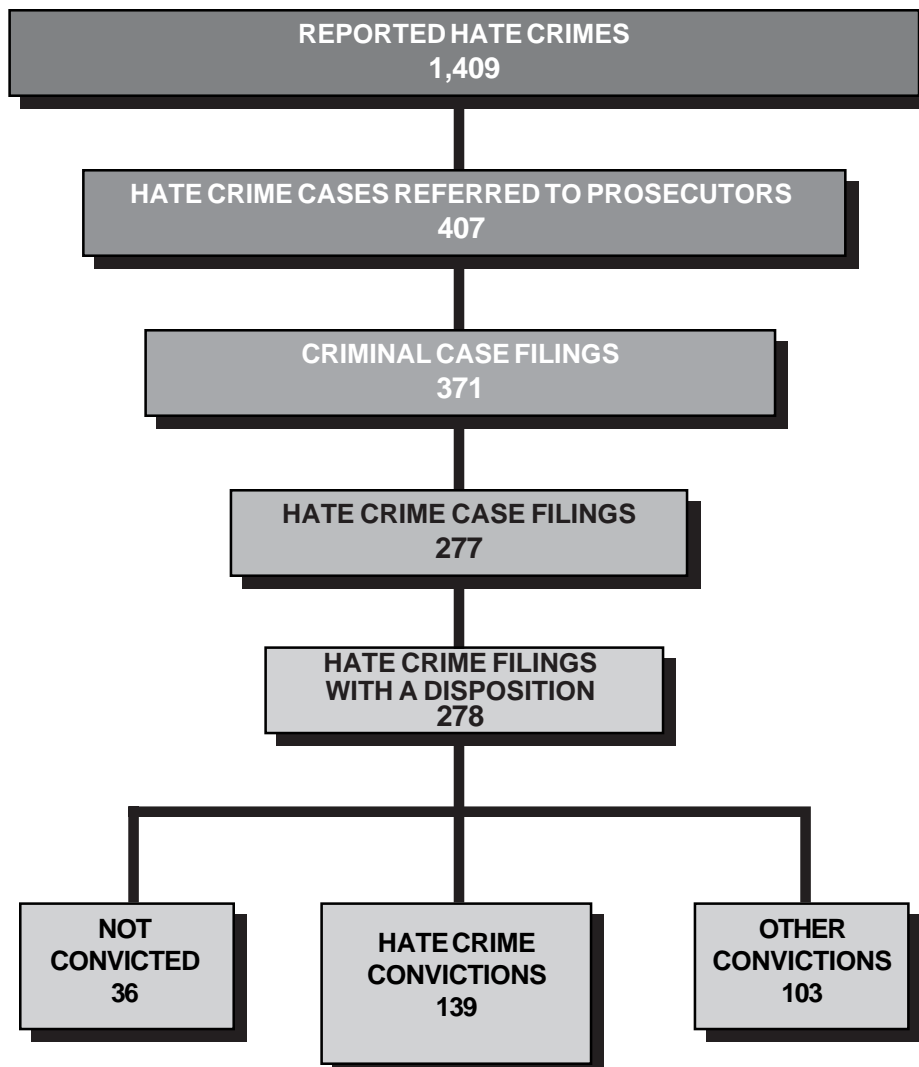 REPORTED HATE CRIMES
1,409
HATE CRIME CASES REFERRED TO PROSECUTORS
407
CRIMINAL CASE FILINGS
371
HATE CRIME CASE FILINGS
277
HATE CRIME FILINGS
WITH A DISPOSITION
278
NOT
CONVICTED
36
HATE CRIME
CONVICTIONS
139
OTHER
CONVICTIONS
103